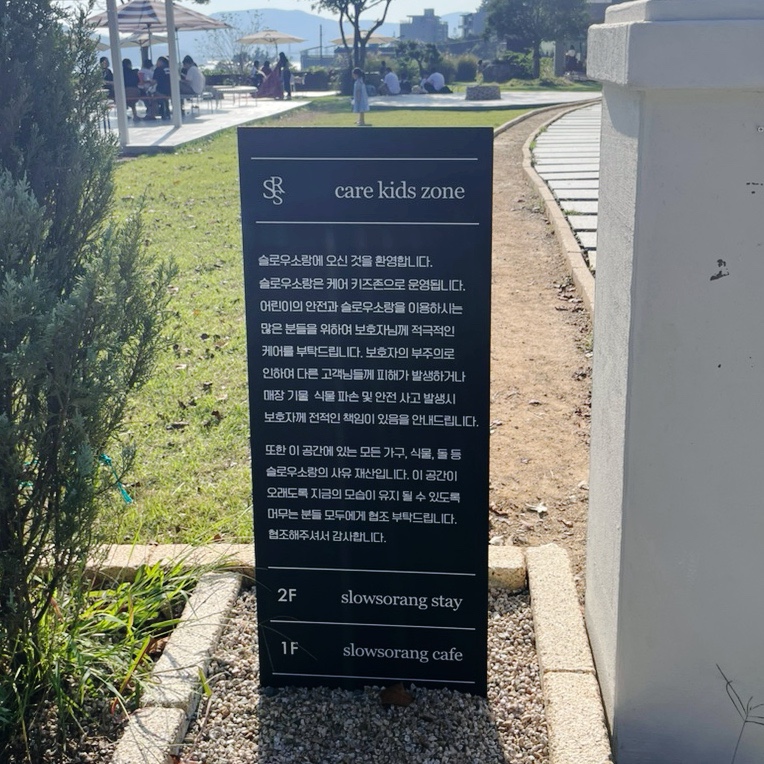 SRS
care kids zone
슬로우소랑에 오신 것을 환영합니다.
슬로우소랑은 케어 키즈존으로 운영됩니다.
어린이의 안전과 슬로우소랑을 이용하시는
많은 분들을 위하여 보호자님께 적극적인
케어를 부탁드립니다. 보호자의 부주의로
인하여 다른 고객님들께 피해가 발생하거나
매장 기물 식물 파손 및 안전 사고 발생시
보호자께 전적인 책임이 있음을 안내드립니다.
또한 이 공간에 있는 모든 가구, 식물, 돌 등
슬로우소랑의 사유 재산입니다. 이 공간이
오래도록 지금의 모습이 유지 될 수 있도록
머무는 분들 모두에게 협조 부탁드립니다.
협조해주셔서 감사합니다.
2F slowsorang stay
1F slowsorang cafe